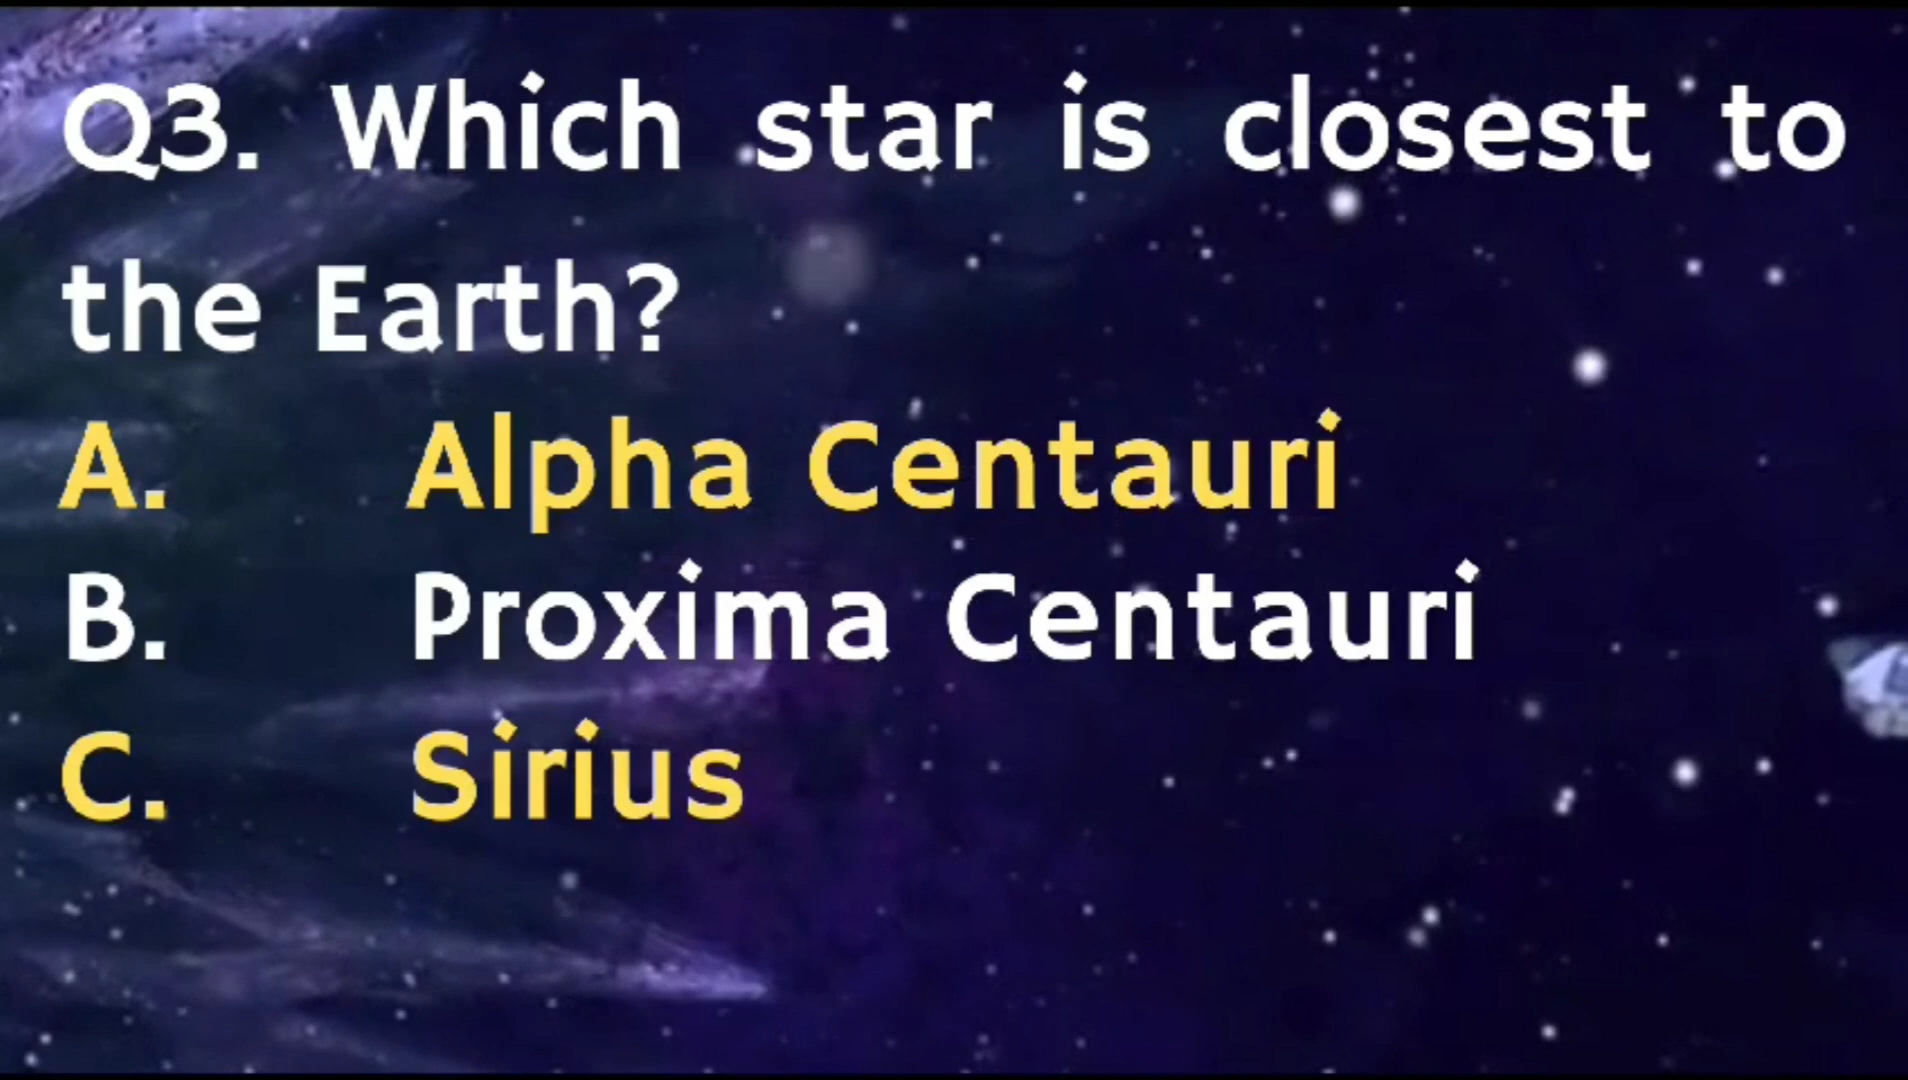 Q3. Which star is closest to
the Earth?
A. Alpha Centauri
B. Proxima Centauri
C. Sirius